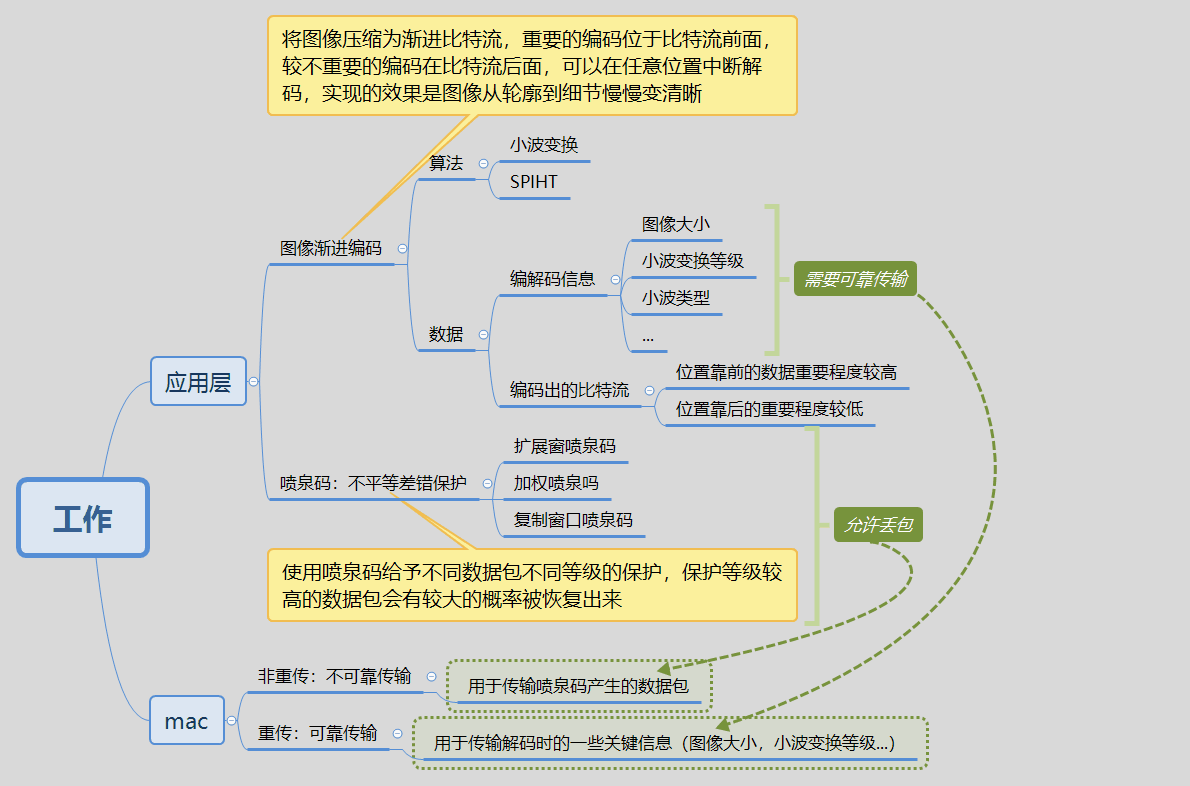 将图像压缩为渐进比特流，重要的编码位于比特流前面，
较不重要的编码在比特流后面，可以在任意位置中断解
码，实现的效果是图像从轮廓到细节慢慢变清晰
工作
应用层
图像渐进编码
算法
小波变换
SPIHT
数据
编解码信息
图像大小
小波变换等级
小波类型
...
需要可靠传输
编码出的比特流
位置靠前的数据重要程度较高
位置靠后的重要程度较低
喷泉码：不平等差错保护
扩展窗喷泉码
加权喷泉吗
复制窗口喷泉码
允许丢包
使用喷泉码给予不同数据包不同等级的保护，保护等级较
高的数据包会有较大的概率被恢复出来
mac
非重传：不可靠传输
用于传输喷泉码产生的数据包
重传：可靠传输
用于传输解码时的一些关键信息（图像大小，小波变换等级...）